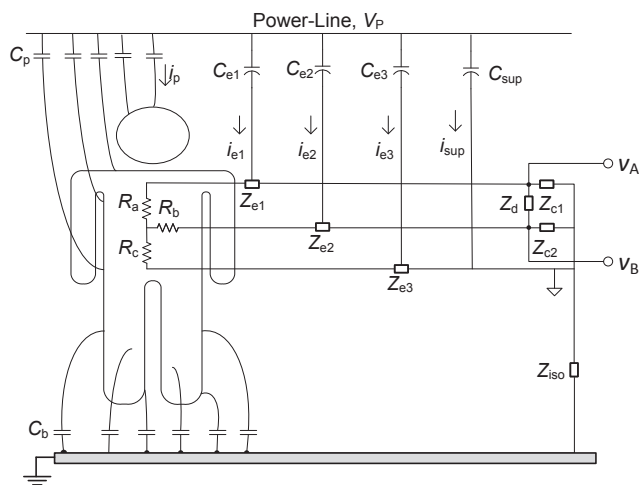 Power-Line, VP
Cp
ip
Ce1
Ce2
Ce3
Csup
ie1
ie2
ie3
isup
vA
Ra
Rb
Ze1
Zd
Zc1
Rc
Ze2
Zc2
vB
Ze3
Ziso
Cb